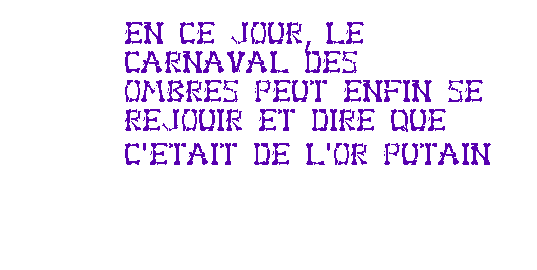 EN CE JOUR, LE
CARNAVAL DES
OMBRES PEUT ENFIN SE
REJOUIR ET DIRE QUE
C'ETAIT DE L'OR PUTAIN